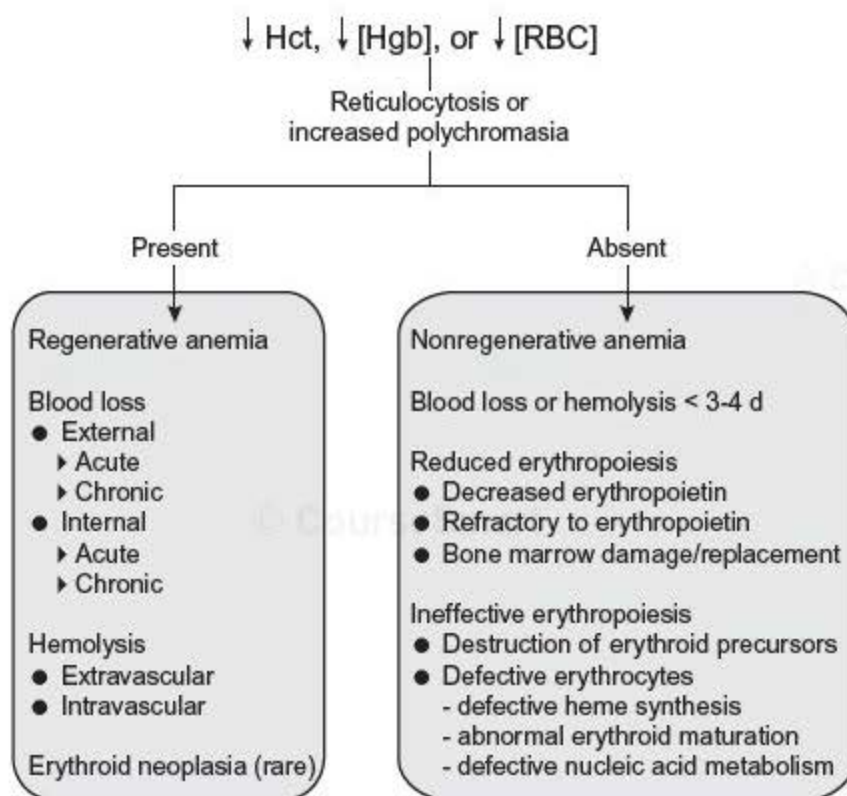 ↓ Hct, ↓ [Hgb], or ↓ [RBC]
Reticulocytosis or
increased polychromasia
Present
Absent
Regenerative anemia
Blood loss
● External
▸ Acute
▸ Chronic
● Internal
▸ Acute
▸ Chronic
Hemolysis
● Extravascular
● Intravascular
Erythroid neoplasia (rare)
Nonregenerative anemia
Blood loss or hemolysis < 3-4 d
Reduced erythropoiesis
● Decreased erythropoietin
● Refractory to erythropoietin
● Bone marrow damage/replacement
Ineffective erythropoiesis
● Destruction of erythroid precursors
● Defective erythrocytes
- defective heme synthesis
- abnormal erythroid maturation
- defective nucleic acid metabolism